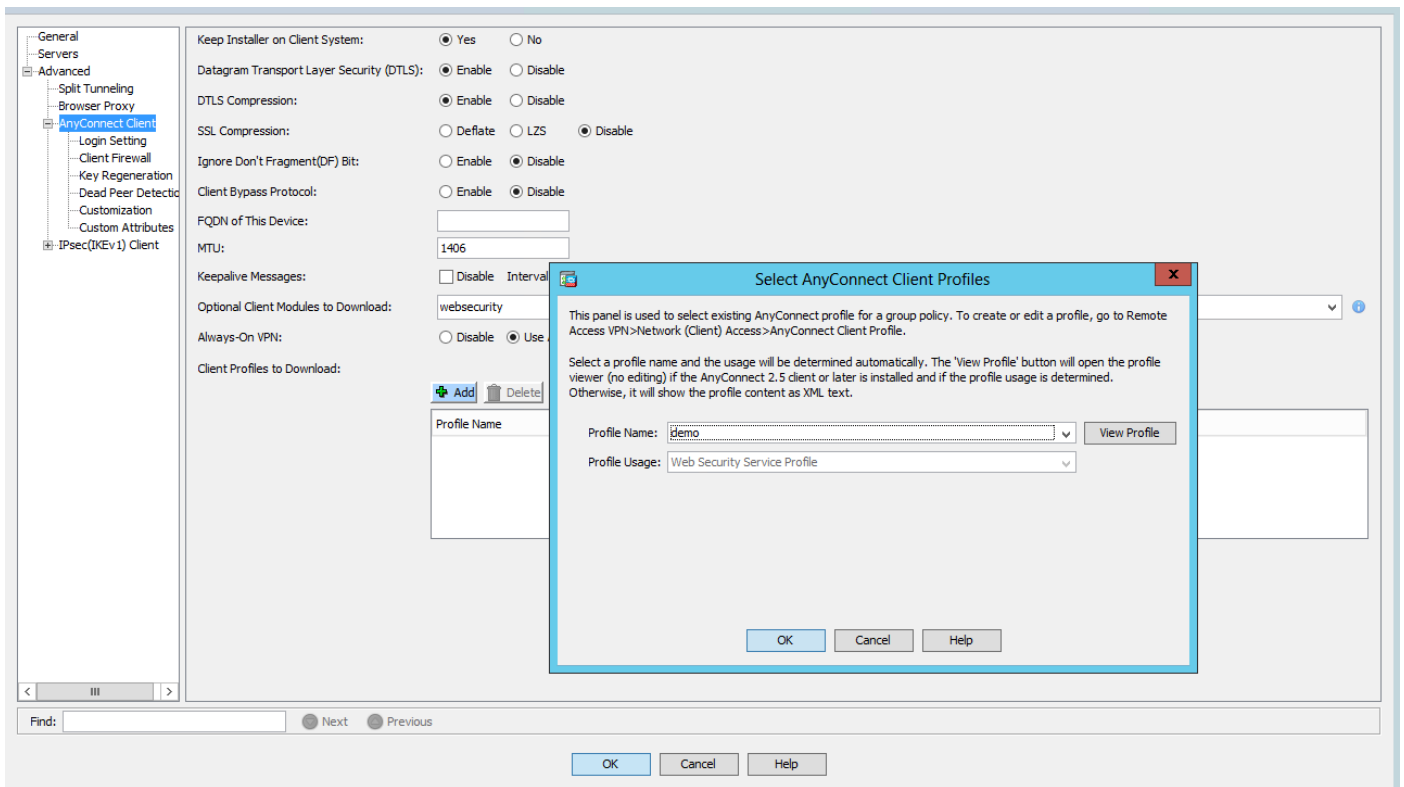 General
Servers
Advanced
Split Tunneling
Browser Proxy
AnyConnect Client
Login Setting
Client Firewall
Key Regeneration
Dead Peer Detectio
Customization
Custom Attributes
IPsec(IKEv1) Client
Keep Installer on Client System: Yes No
Datagram Transport Layer Security (DTLS): Enable Disable
DTLS Compression: Enable Disable
SSL Compression: Deflate LZS Disable
Ignore Don't Fragment(DF) Bit: Enable Disable
Client Bypass Protocol: Enable Disable
FQDN of This Device:
MTU: 1406
Keepalive Messages: Disable Interval
Optional Client Modules to Download: websecurity
Always-On VPN: Disable Use
Client Profiles to Download:
Add Delete
Profile Name
Select AnyConnect Client Profiles
x
This panel is used to select existing AnyConnect profile for a group policy. To create or edit a profile, go to Remote
Access VPN>Network (Client) Access>AnyConnect Client Profile.
Select a profile name and the usage will be determined automatically. The 'View Profile' button will open the profile
viewer (no editing) if the AnyConnect 2.5 client or later is installed and if the profile usage is determined.
Otherwise, it will show the profile content as XML text.
Profile Name: demo View Profile
Profile Usage: Web Security Service Profile
OK Cancel Help
Find: Next Previous
OK Cancel Help